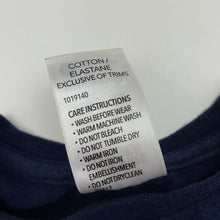 COTTON /
ELASTANE
EXCLUSIVE OF TRIMS
1019140
CARE INSTRUCTIONS
• WASH BEFORE WEAR
• WARM MACHINE WASH
• DO NOT BLEACH
• DO NOT TUMBLE DRY
• WARM IRON
• DO NOT IRON
EMBELLISHMENT
• DO NOT DRYCLEAN